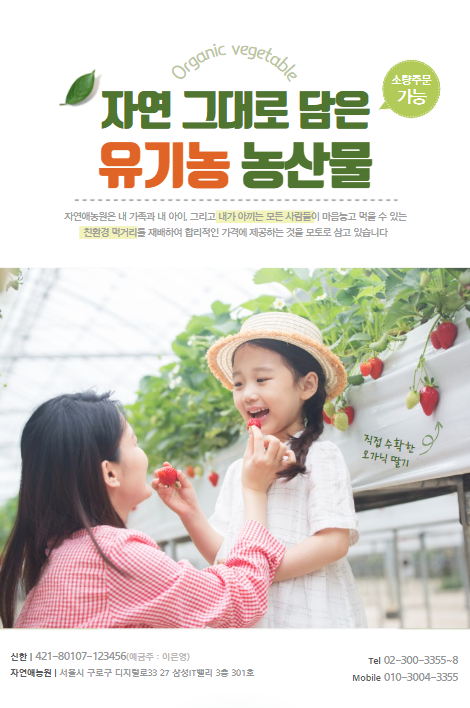 Organic vegetable
소량주문
가능
자연 그대로 담은
유기농 농산물
자연애농원은 내 가족과 내 아이, 그리고 내가 아끼는 모든 사람들이 마음놓고 먹을 수 있는
친환경 먹거리를 재배하여 합리적인 가격에 제공하는 것을 모토로 삼고 있습니다
직접 수확한
오가닉 딸기
신한 | 421-80107-123456(예금주 : 이은영)
자연애농원 | 서울시 구로구 디지털로33 27 삼성IT밸리 3층 301호
Tel 02-300-3355~8
Mobile 010-3004-3355